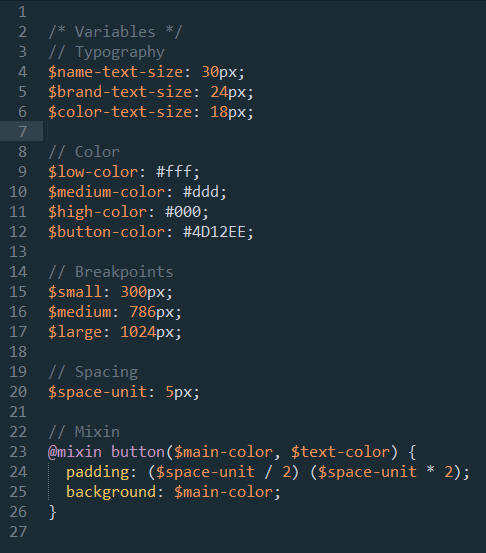 1
2 /* Variables */
3 // Typography
4 $name-text-size: 30px;
5 $brand-text-size: 24px;
6 $color-text-size: 18px;
7
8 // Color
9 $low-color: #fff;
10 $medium-color: #ddd;
11 $high-color: #000;
12 $button-color: #4D12EE;
13
14 // Breakpoints
15 $small: 300px;
16 $medium: 786px;
17 $large: 1024px;
18
19 // Spacing
20 $space-unit: 5px;
21
22 // Mixin
23 @mixin button($main-color, $text-color) {
24   padding: ($space-unit / 2) ($space-unit * 2);
25   background: $main-color;
26 }
27